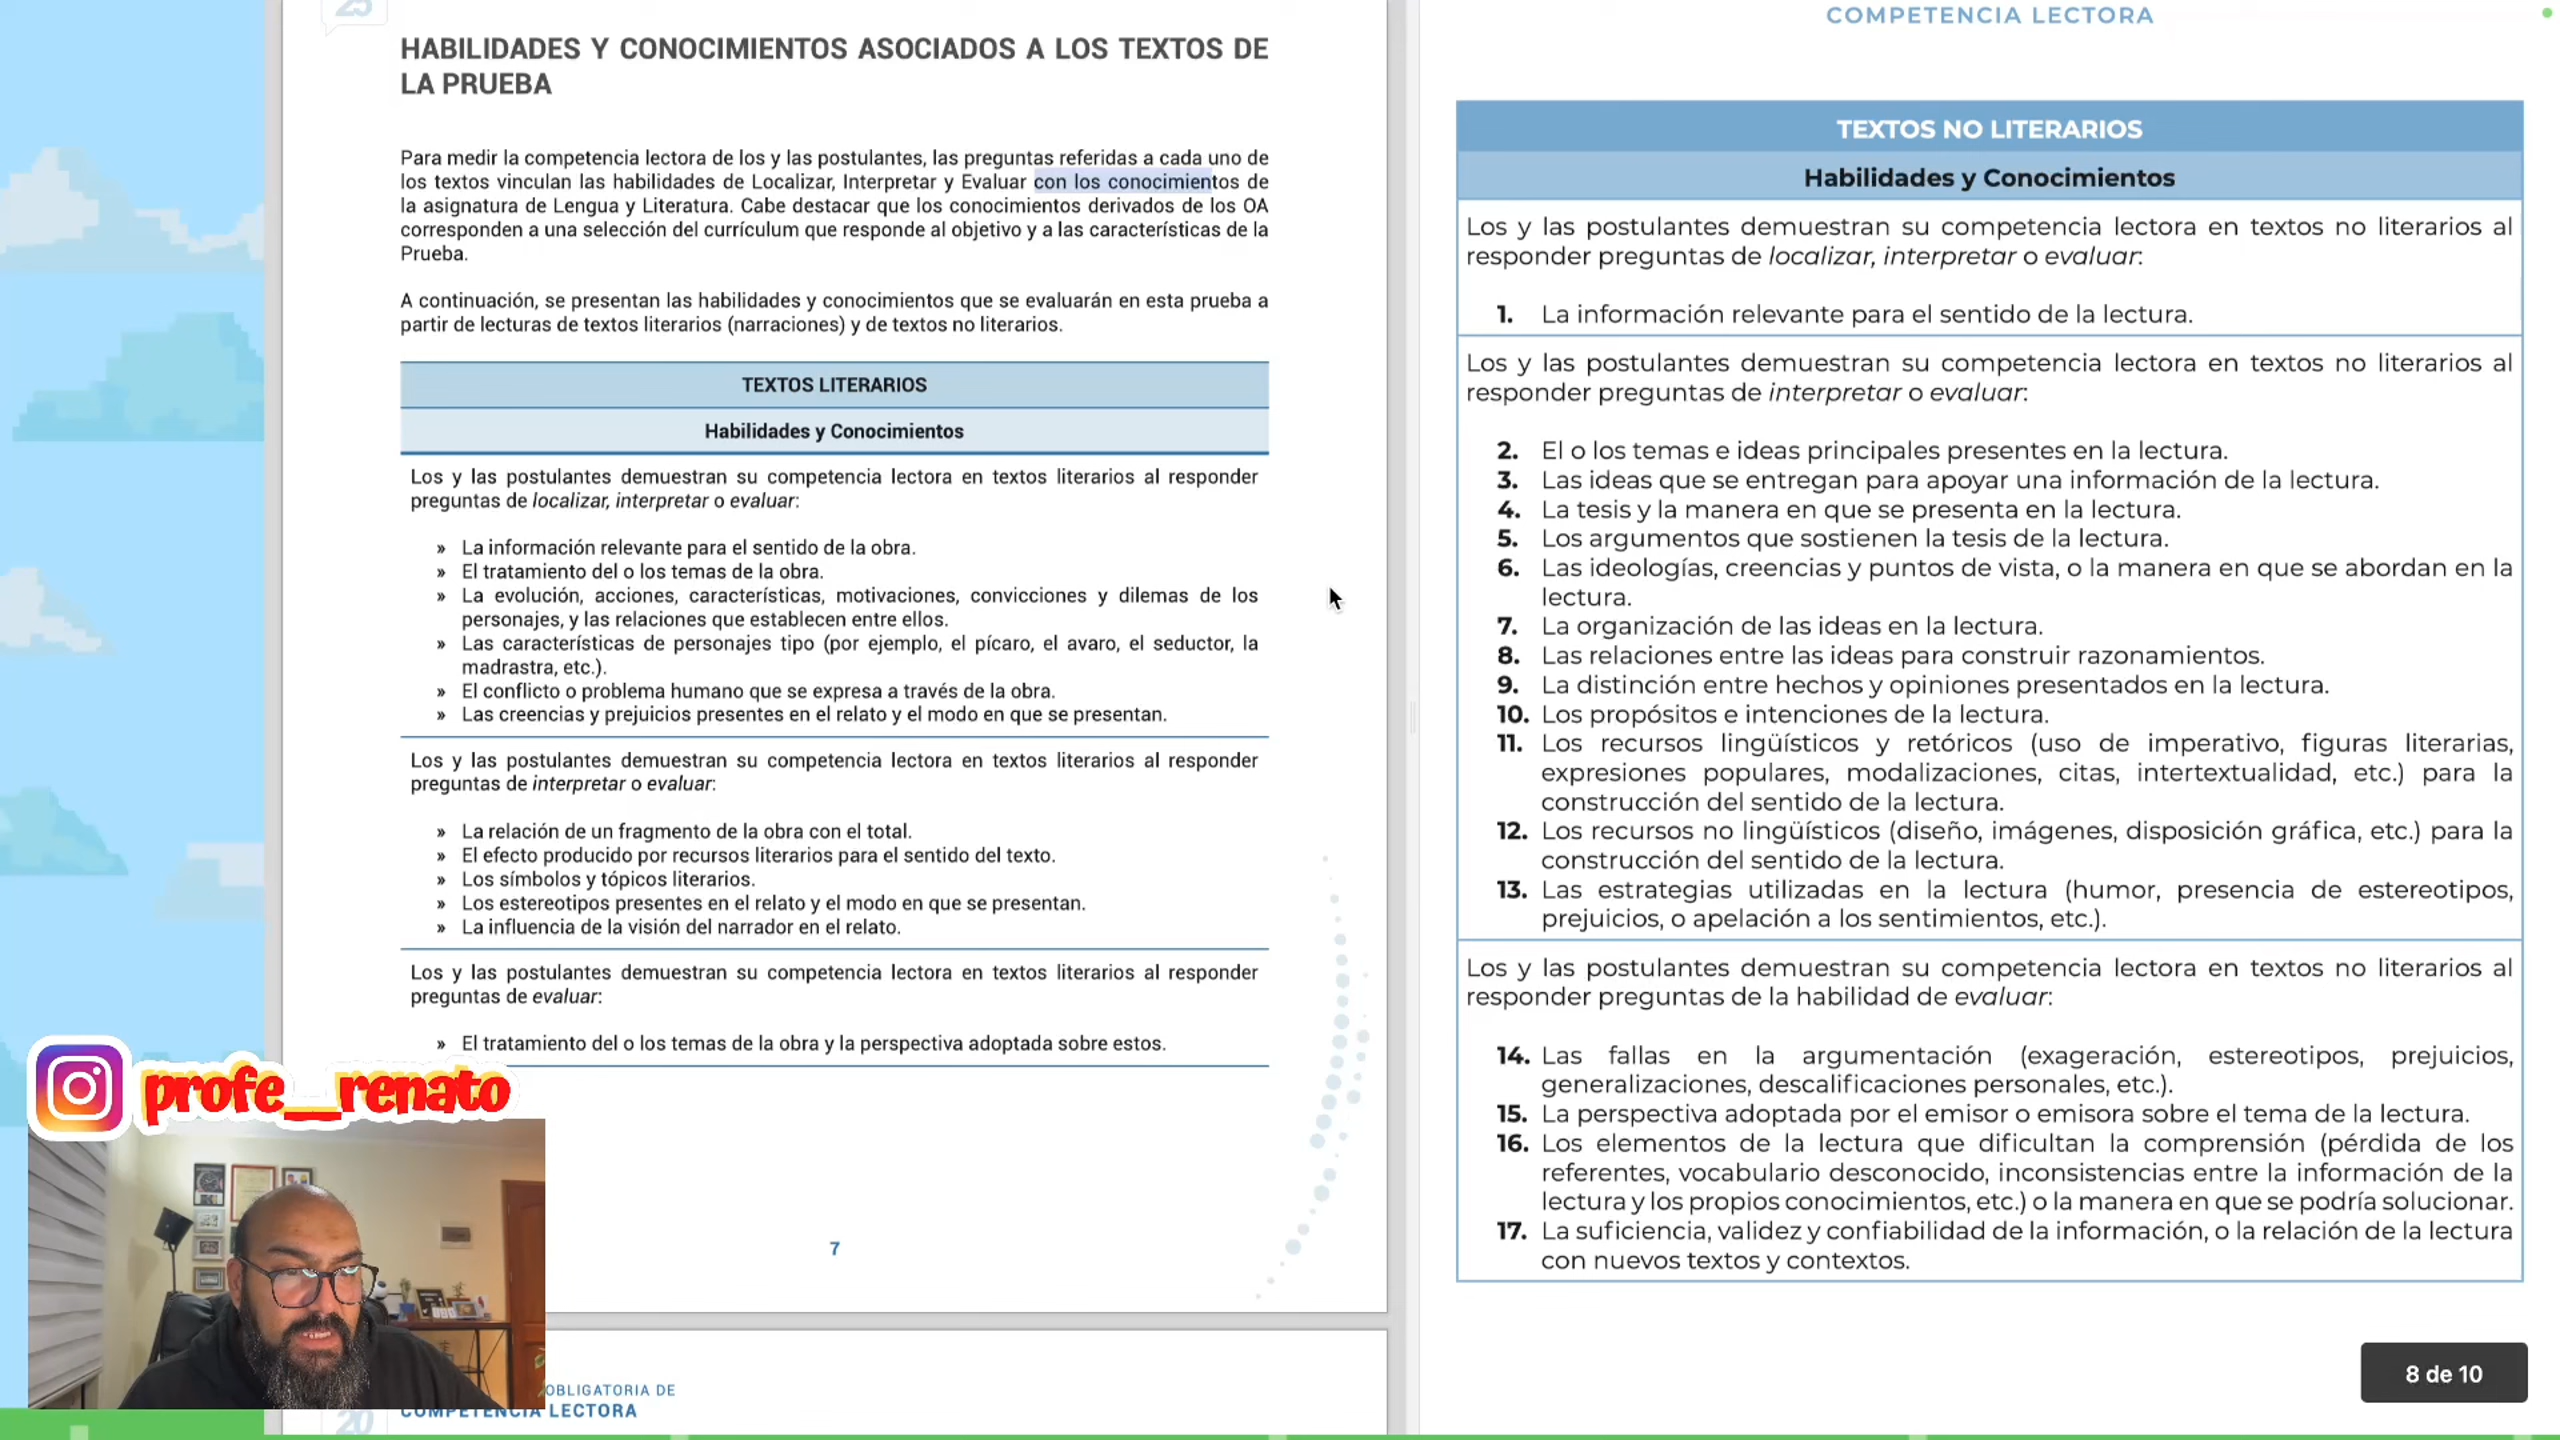 25
HABILIDADES Y CONOCIMIENTOS ASOCIADOS A LOS TEXTOS DE
LA PRUEBA
Para medir la competencia lectora de los y las postulantes, las preguntas referidas a cada uno de
los textos vinculan las habilidades de Localizar, Interpretar y Evaluar con los conocimientos de
la asignatura de Lengua y Literatura. Cabe destacar que los conocimientos derivados de los OA
corresponden a una selección del currículum que responde al objetivo y a las características de la
Prueba.
A continuación, se presentan las habilidades y conocimientos que se evaluarán en esta prueba a
partir de lecturas de textos literarios (narraciones) y de textos no literarios.
TEXTOS LITERARIOS
Habilidades y Conocimientos
Los y las postulantes demuestran su competencia lectora en textos literarios al responder
preguntas de localizar, interpretar o evaluar:
» La información relevante para el sentido de la obra.
» El tratamiento del o los temas de la obra.
» La evolución, acciones, características, motivaciones, convicciones y dilemas de los
personajes, y las relaciones que establecen entre ellos.
» Las características de personajes tipo (por ejemplo, el pícaro, el avaro, el seductor, la
madrastra, etc.).
» El conflicto o problema humano que se expresa a través de la obra.
» Las creencias y prejuicios presentes en el relato y el modo en que se presentan.
Los y las postulantes demuestran su competencia lectora en textos literarios al responder
preguntas de interpretar o evaluar:
» La relación de un fragmento de la obra con el total.
» El efecto producido por recursos literarios para el sentido del texto.
» Los símbolos y tópicos literarios.
» Los estereotipos presentes en el relato y el modo en que se presentan.
» La influencia de la visión del narrador en el relato.
Los y las postulantes demuestran su competencia lectora en textos literarios al responder
preguntas de evaluar:
» El tratamiento del o los temas de la obra y la perspectiva adoptada sobre estos.
profe__renato
7
OBLIGATORIA DE
COMPETENCIA LECTORA
20
COMPETENCIA LECTORA
TEXTOS NO LITERARIOS
Habilidades y Conocimientos
Los y las postulantes demuestran su competencia lectora en textos no literarios al
responder preguntas de localizar, interpretar o evaluar:
1. La información relevante para el sentido de la lectura.
Los y las postulantes demuestran su competencia lectora en textos no literarios al
responder preguntas de interpretar o evaluar:
2. El o los temas e ideas principales presentes en la lectura.
3. Las ideas que se entregan para apoyar una información de la lectura.
4. La tesis y la manera en que se presenta en la lectura.
5. Los argumentos que sostienen la tesis de la lectura.
6. Las ideologías, creencias y puntos de vista, o la manera en que se abordan en la
lectura.
7. La organización de las ideas en la lectura.
8. Las relaciones entre las ideas para construir razonamientos.
9. La distinción entre hechos y opiniones presentados en la lectura.
10. Los propósitos e intenciones de la lectura.
11. Los recursos lingüísticos y retóricos (uso de imperativo, figuras literarias,
expresiones populares, modalizaciones, citas, intertextualidad, etc.) para la
construcción del sentido de la lectura.
12. Los recursos no lingüísticos (diseño, imágenes, disposición gráfica, etc.) para la
construcción del sentido de la lectura.
13. Las estrategias utilizadas en la lectura (humor, presencia de estereotipos,
prejuicios, o apelación a los sentimientos, etc.).
Los y las postulantes demuestran su competencia lectora en textos no literarios al
responder preguntas de la habilidad de evaluar:
14. Las fallas en la argumentación (exageración, estereotipos, prejuicios,
generalizaciones, descalificaciones personales, etc.).
15. La perspectiva adoptada por el emisor o emisora sobre el tema de la lectura.
16. Los elementos de la lectura que dificultan la comprensión (pérdida de los
referentes, vocabulario desconocido, inconsistencias entre la información de la
lectura y los propios conocimientos, etc.) o la manera en que se podría solucionar.
17. La suficiencia, validez y confiabilidad de la información, o la relación de la lectura
con nuevos textos y contextos.
8 de 10